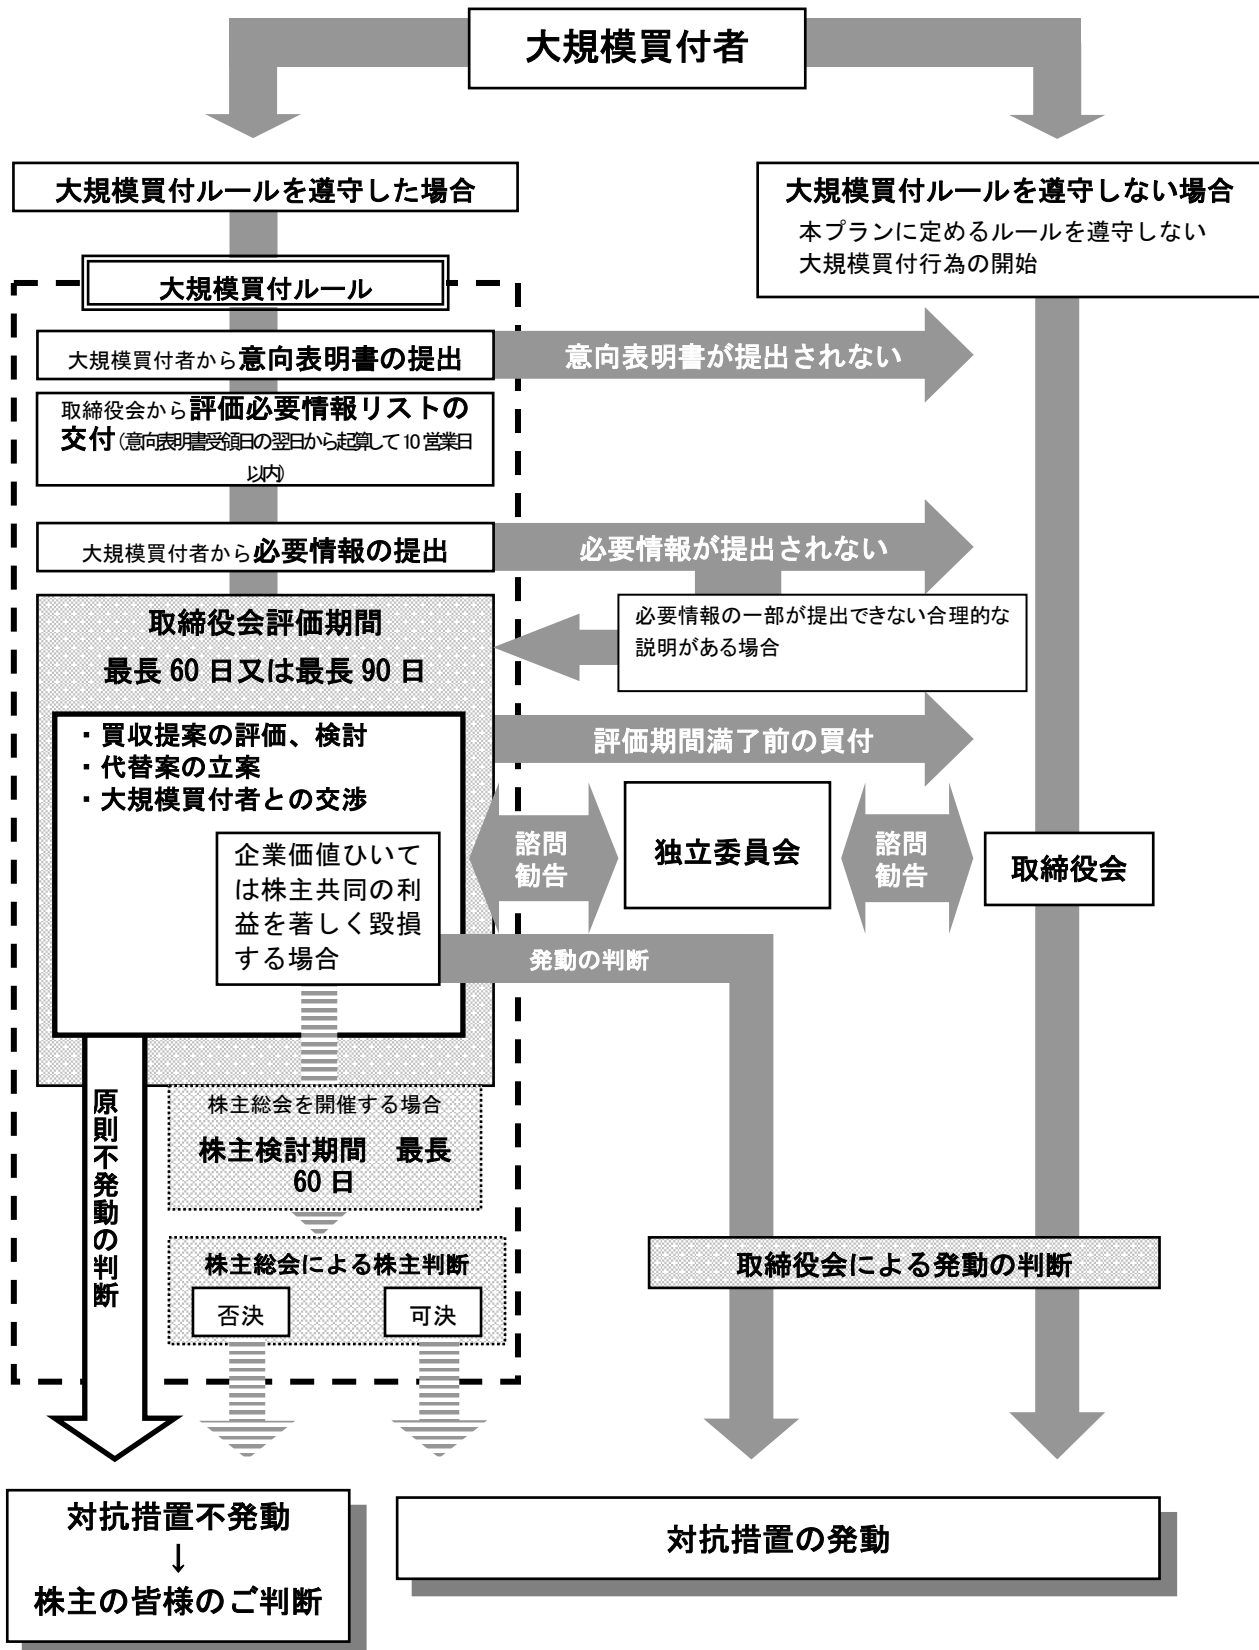 大規模買付者
大規模買付ルールを遵守した場合
大規模買付ルールを遵守しない場合
本プランに定めるルールを遵守しない
大規模買付行為の開始
大規模買付ルール
大規模買付者から意向表明書の提出
意向表明書が提出されない
取締役会から評価必要情報リストの
交付(意向表明書受領日の翌日から起算して10営業日
以内)
大規模買付者から必要情報の提出
必要情報が提出されない
取締役会評価期間
最長 60 日又は最長 90 日
必要情報の一部が提出できない合理的な
説明がある場合
・買収提案の評価、検討
・代替案の立案
・大規模買付者との交渉
評価期間満了前の買付
企業価値ひいて
は株主共同の利
益を著しく毀損
する場合
諮問
勧告
独立委員会
諮問
勧告
取締役会
発動の判断
原則不発動の判断
株主総会を開催する場合
株主検討期間　最長
60 日
株主総会による株主判断
否決
可決
取締役会による発動の判断
対抗措置不発動
↓
株主の皆様のご判断
対抗措置の発動